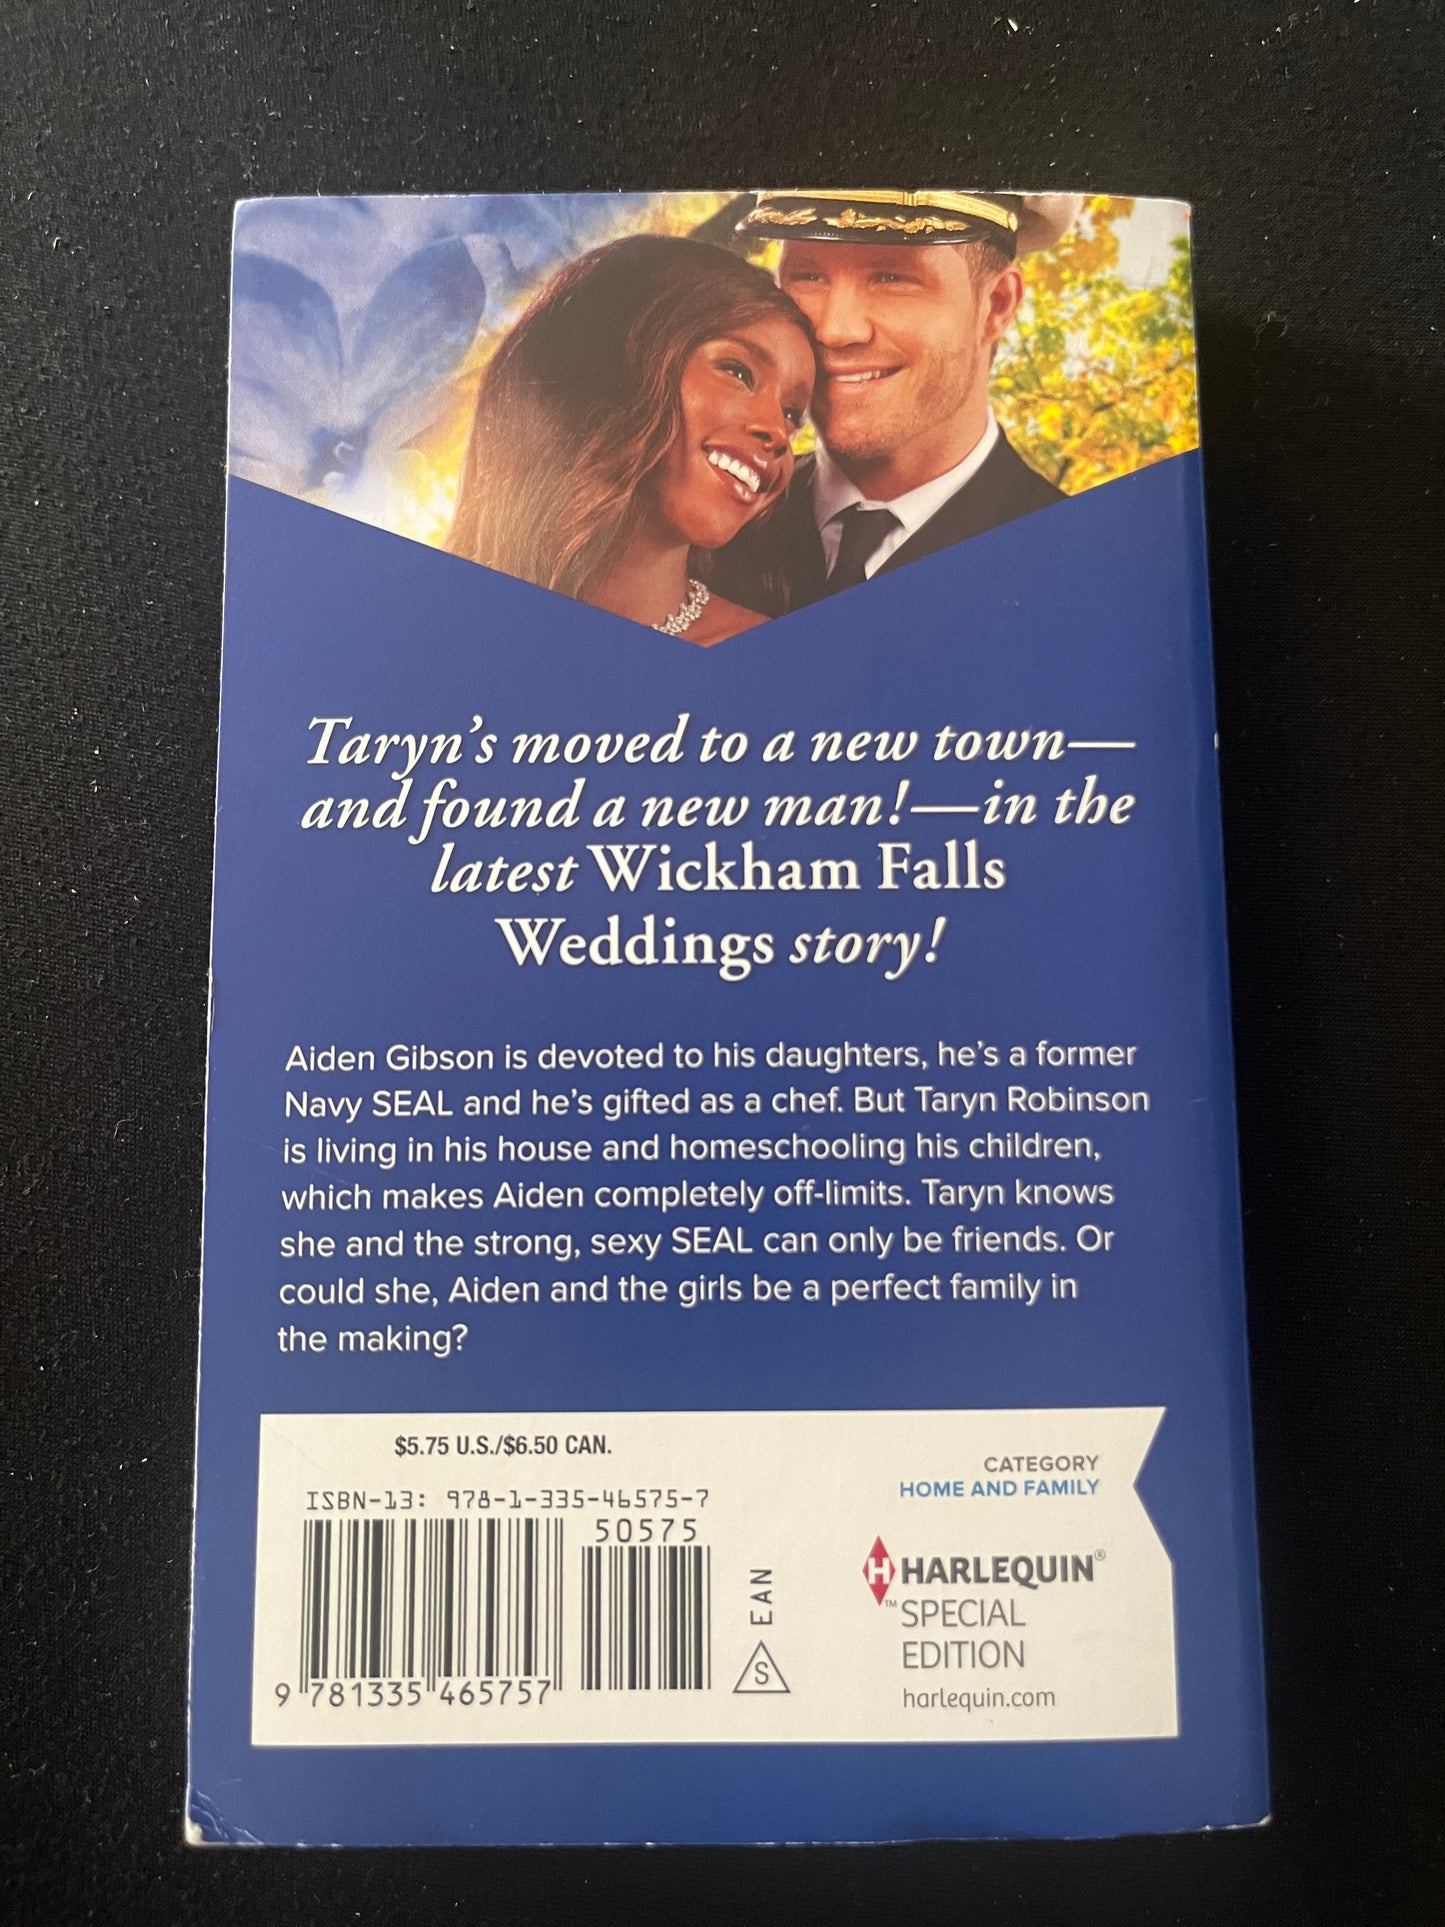 Taryn's moved to a new town—
and found a new man!—in the
latest Wickham Falls
Weddings story!
Aiden Gibson is devoted to his daughters, he's a former
Navy SEAL and he's gifted as a chef. But Taryn Robinson
is living in his house and homeschooling his children,
which makes Aiden completely off-limits. Taryn knows
she and the strong, sexy SEAL can only be friends. Or
could she, Aiden and the girls be a perfect family in
the making?
$5.75 U.S./$6.50 CAN.
ISBN-13: 978-1-335-46575-7
50575
9 781335 465757
EAN
S
CATEGORY
HOME AND FAMILY
H HARLEQUIN®
™ SPECIAL
EDITION
harlequin.com